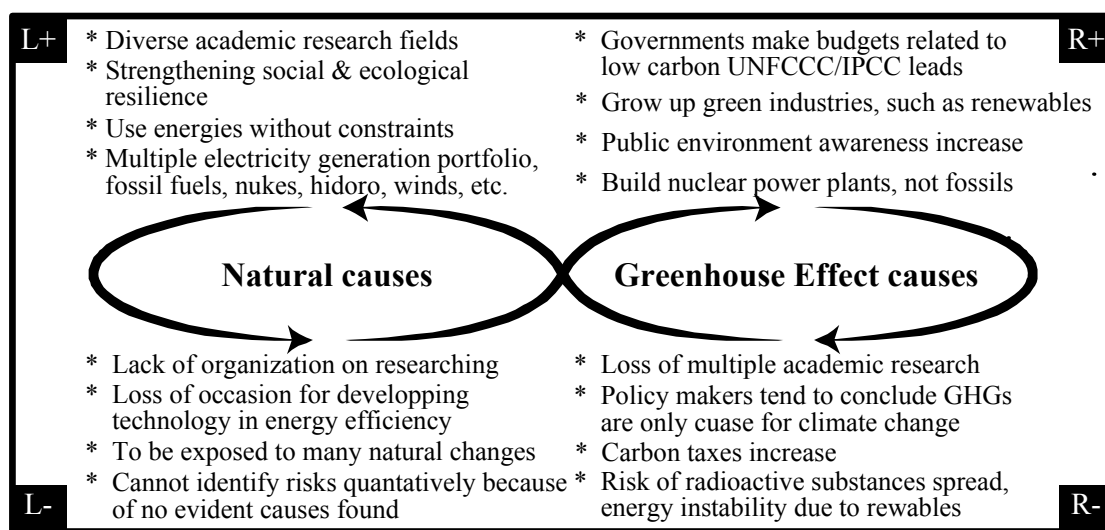 L+
* Diverse academic research fields
* Strengthening social & ecological
resilience
* Use energies without constraints
* Multiple electricity generation portfolio,
fossil fuels, nukes, hidoro, winds, etc.
R+
* Governments make budgets related to
low carbon UNFCCC/IPCC leads
* Grow up green industries, such as renewables
* Public environment awareness increase
* Build nuclear power plants, not fossils
Natural causes
Greenhouse Effect causes
L-
* Lack of organization on researching
* Loss of occasion for developping
technology in energy efficiency
* To be exposed to many natural changes
* Cannot identify risks quantatively because
of no evident causes found
R-
* Loss of multiple academic research
* Policy makers tend to conclude GHGs
are only cuase for climate change
* Carbon taxes increase
* Risk of radioactive substances spread,
energy instability due to rewables